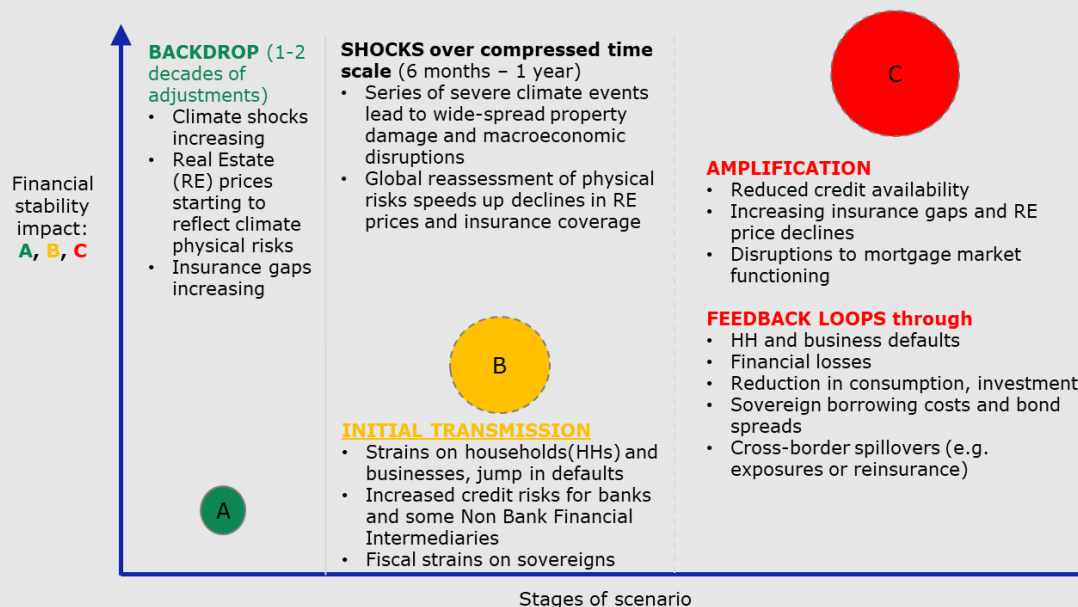 Financial
stability
impact:
A, B, C
BACKDROP (1-2
decades of
adjustments)
• Climate shocks
increasing
• Real Estate
(RE) prices
starting to
reflect climate
physical risks
• Insurance gaps
increasing
A
SHOCKS over compressed time
scale (6 months – 1 year)
• Series of severe climate events
lead to wide-spread property
damage and macroeconomic
disruptions
• Global reassessment of physical
risks speeds up declines in RE
prices and insurance coverage
B
INITIAL TRANSMISSION
• Strains on households(HHs) and
businesses, jump in defaults
• Increased credit risks for banks
and some Non Bank Financial
Intermediaries
• Fiscal strains on sovereigns
C
AMPLIFICATION
• Reduced credit availability
• Increasing insurance gaps and RE
price declines
• Disruptions to mortgage market
functioning
FEEDBACK LOOPS through
• HH and business defaults
• Financial losses
• Reduction in consumption, investment
• Sovereign borrowing costs and bond
spreads
• Cross-border spillovers (e.g.
exposures or reinsurance)
Stages of scenario